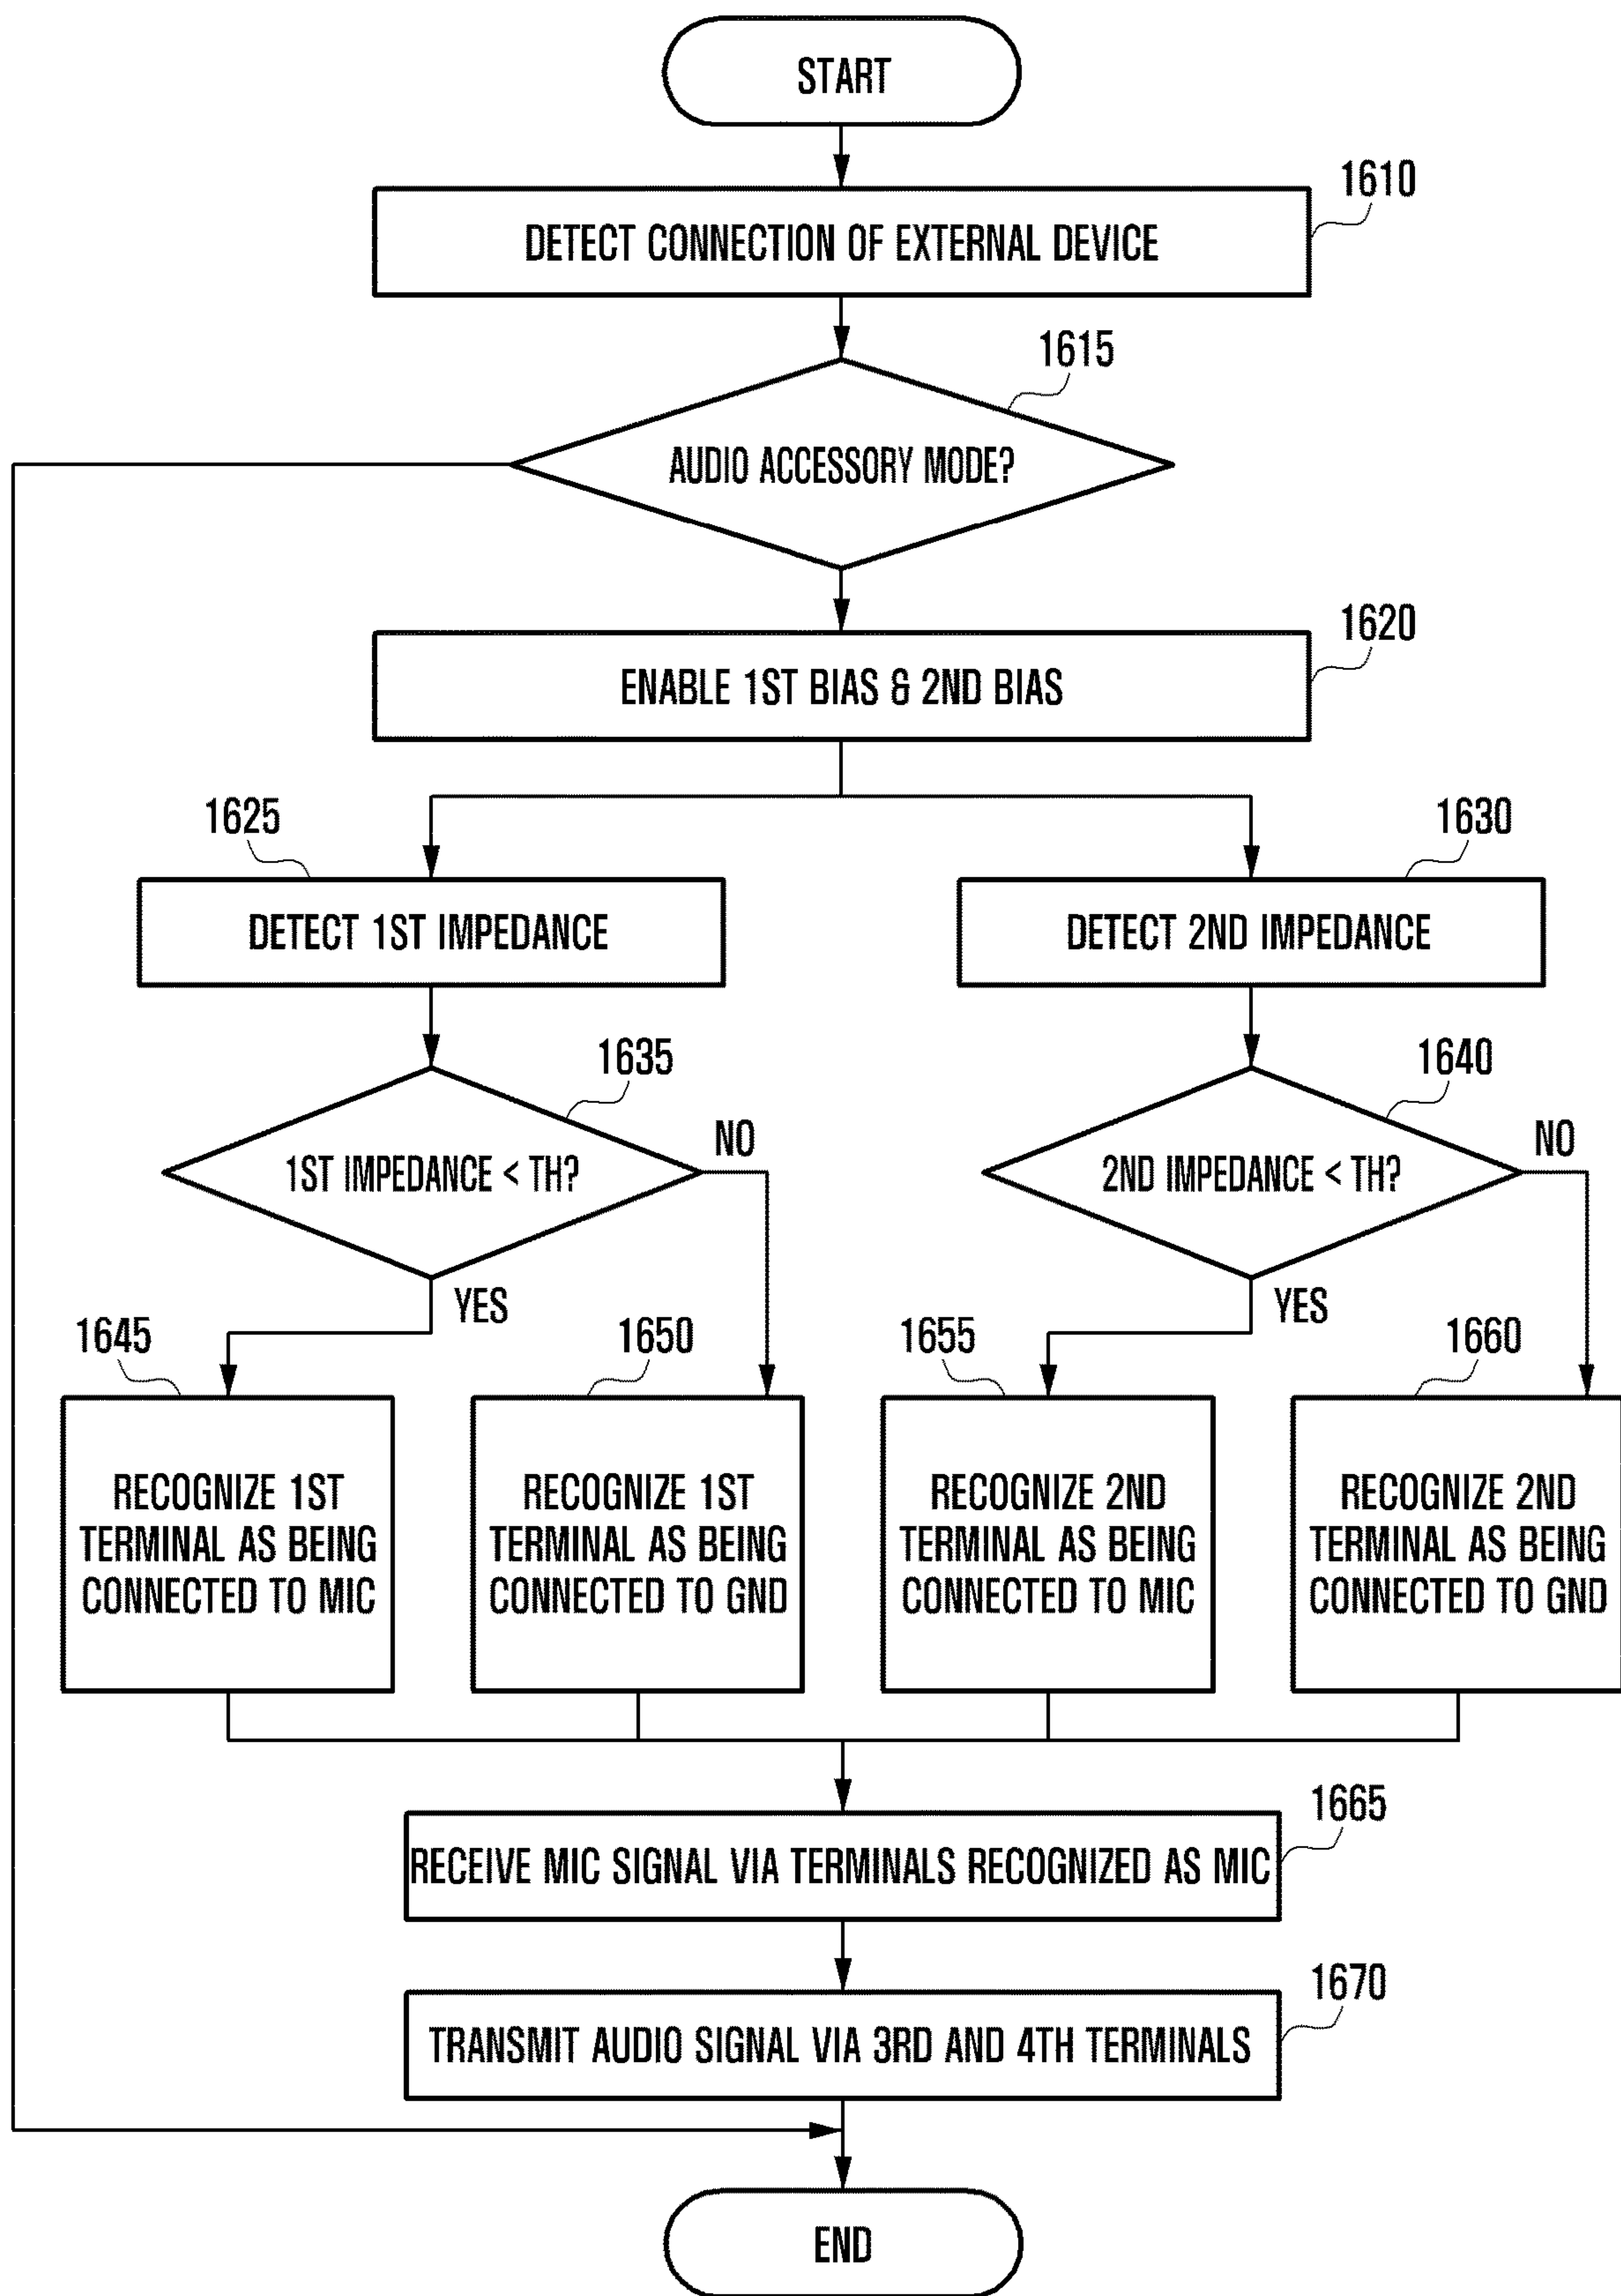 START
1610
DETECT CONNECTION OF EXTERNAL DEVICE
1615
AUDIO ACCESSORY MODE?
1620
ENABLE 1ST BIAS & 2ND BIAS
1625
1630
DETECT 1ST IMPEDANCE
DETECT 2ND IMPEDANCE
1635
1640
NO
NO
1ST IMPEDANCE < TH?
2ND IMPEDANCE < TH?
YES
YES
1645
1650
1655
1660
RECOGNIZE 1ST
TERMINAL AS BEING
CONNECTED TO MIC
RECOGNIZE 1ST
TERMINAL AS BEING
CONNECTED TO GND
RECOGNIZE 2ND
TERMINAL AS BEING
CONNECTED TO MIC
RECOGNIZE 2ND
TERMINAL AS BEING
CONNECTED TO GND
1665
RECEIVE MIC SIGNAL VIA TERMINALS RECOGNIZED AS MIC
1670
TRANSMIT AUDIO SIGNAL VIA 3RD AND 4TH TERMINALS
END